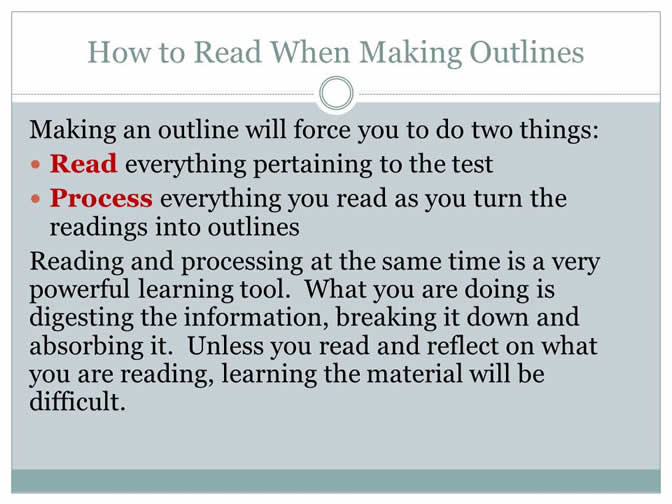 How to Read When Making Outlines
Making an outline will force you to do two things:
• Read everything pertaining to the test
• Process everything you read as you turn the
readings into outlines
Reading and processing at the same time is a very
powerful learning tool.  What you are doing is
digesting the information, breaking it down and
absorbing it.  Unless you read and reflect on what
you are reading, learning the material will be
difficult.